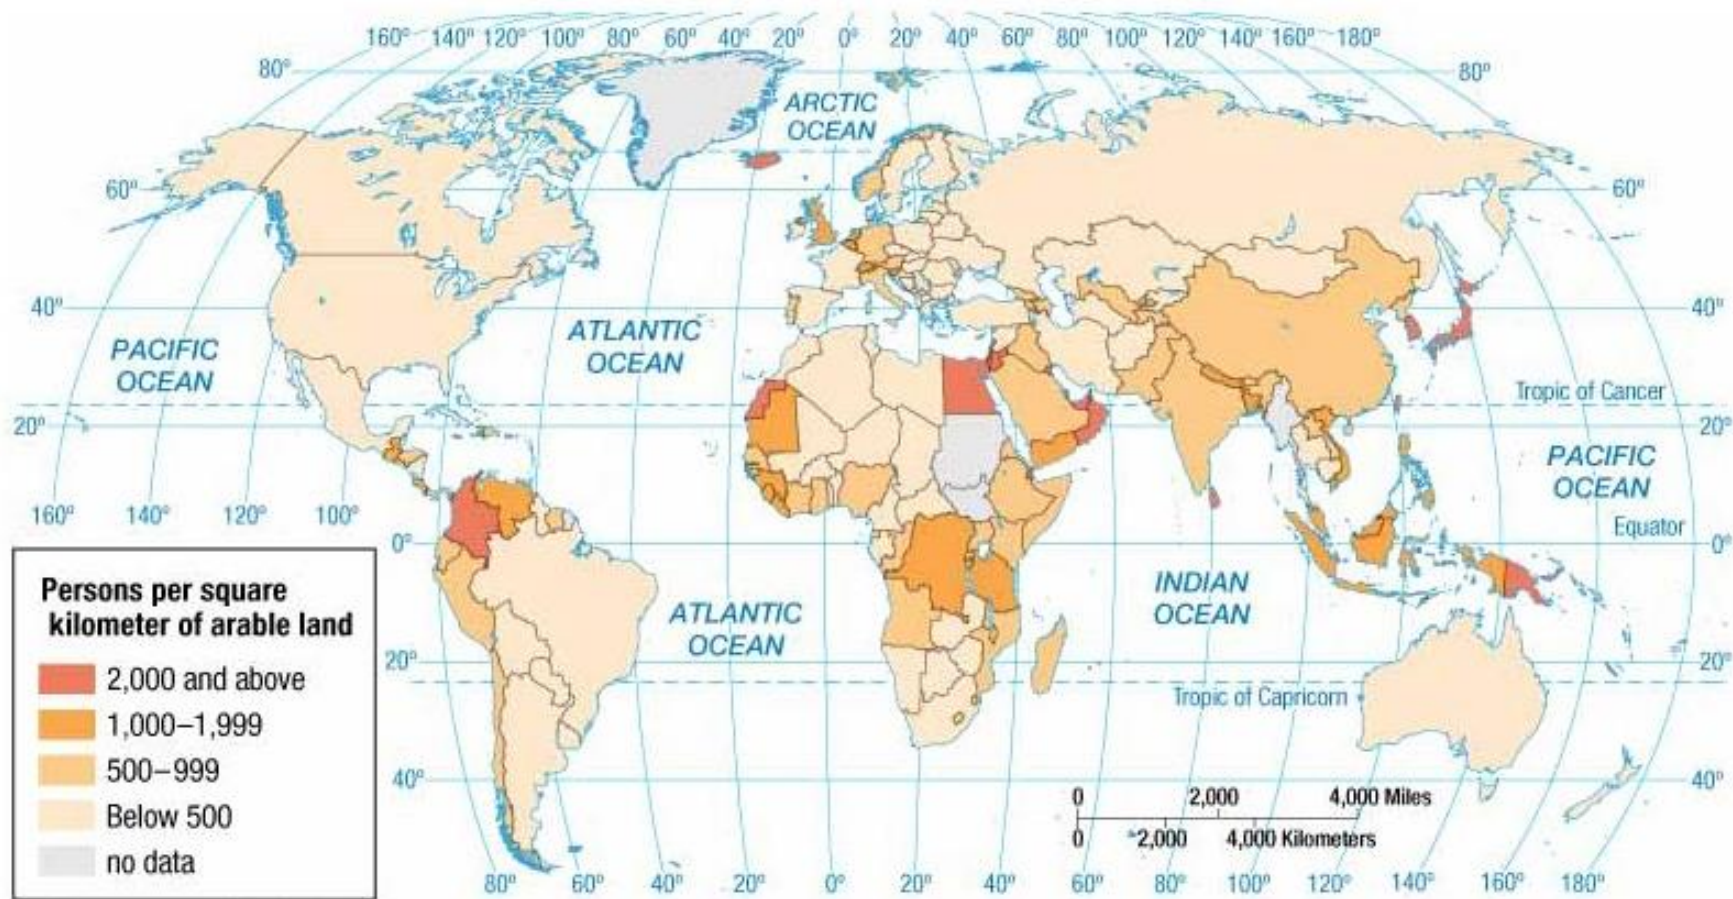 160° 140° 120° 100° 80° 60° 40° 20° 0° 20° 40° 60° 80° 100° 120° 140° 160° 180°
80° 80°
ARCTIC
OCEAN
60° 60°
40° 40°
PACIFIC
OCEAN
ATLANTIC
OCEAN
Tropic of Cancer
20° 20°
PACIFIC
OCEAN
160° 140° 120° 100°
Equator
0° 0°
INDIAN
OCEAN
ATLANTIC
OCEAN
20° 20°
Tropic of Capricorn
40° 40°
0 2,000 4,000 Miles
0 2,000 4,000 Kilometers
80° 60° 40° 20° 0° 20° 40° 60° 80° 100° 120° 140° 160° 180°
Persons per square
kilometer of arable land
2,000 and above
1,000–1,999
500–999
Below 500
no data